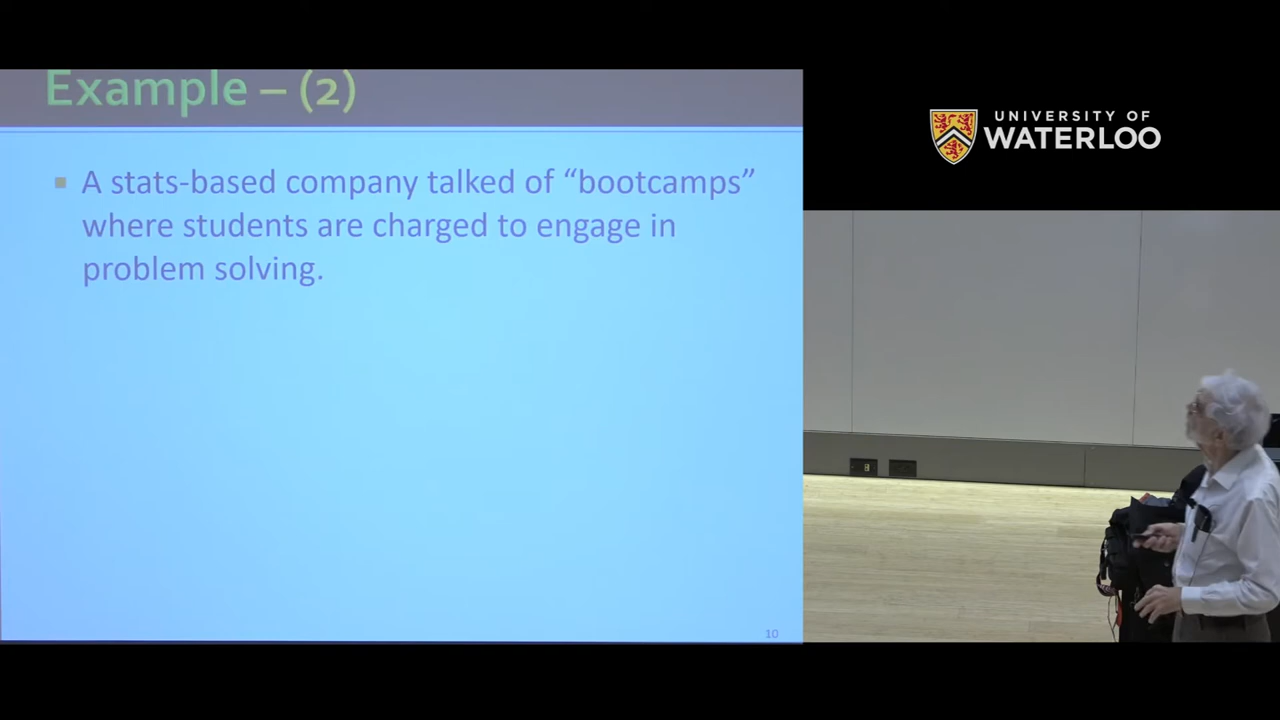 Example – (2)
UNIVERSITY OF
WATERLOO
▪ A stats-based company talked of “bootcamps”
where students are charged to engage in
problem solving.
10